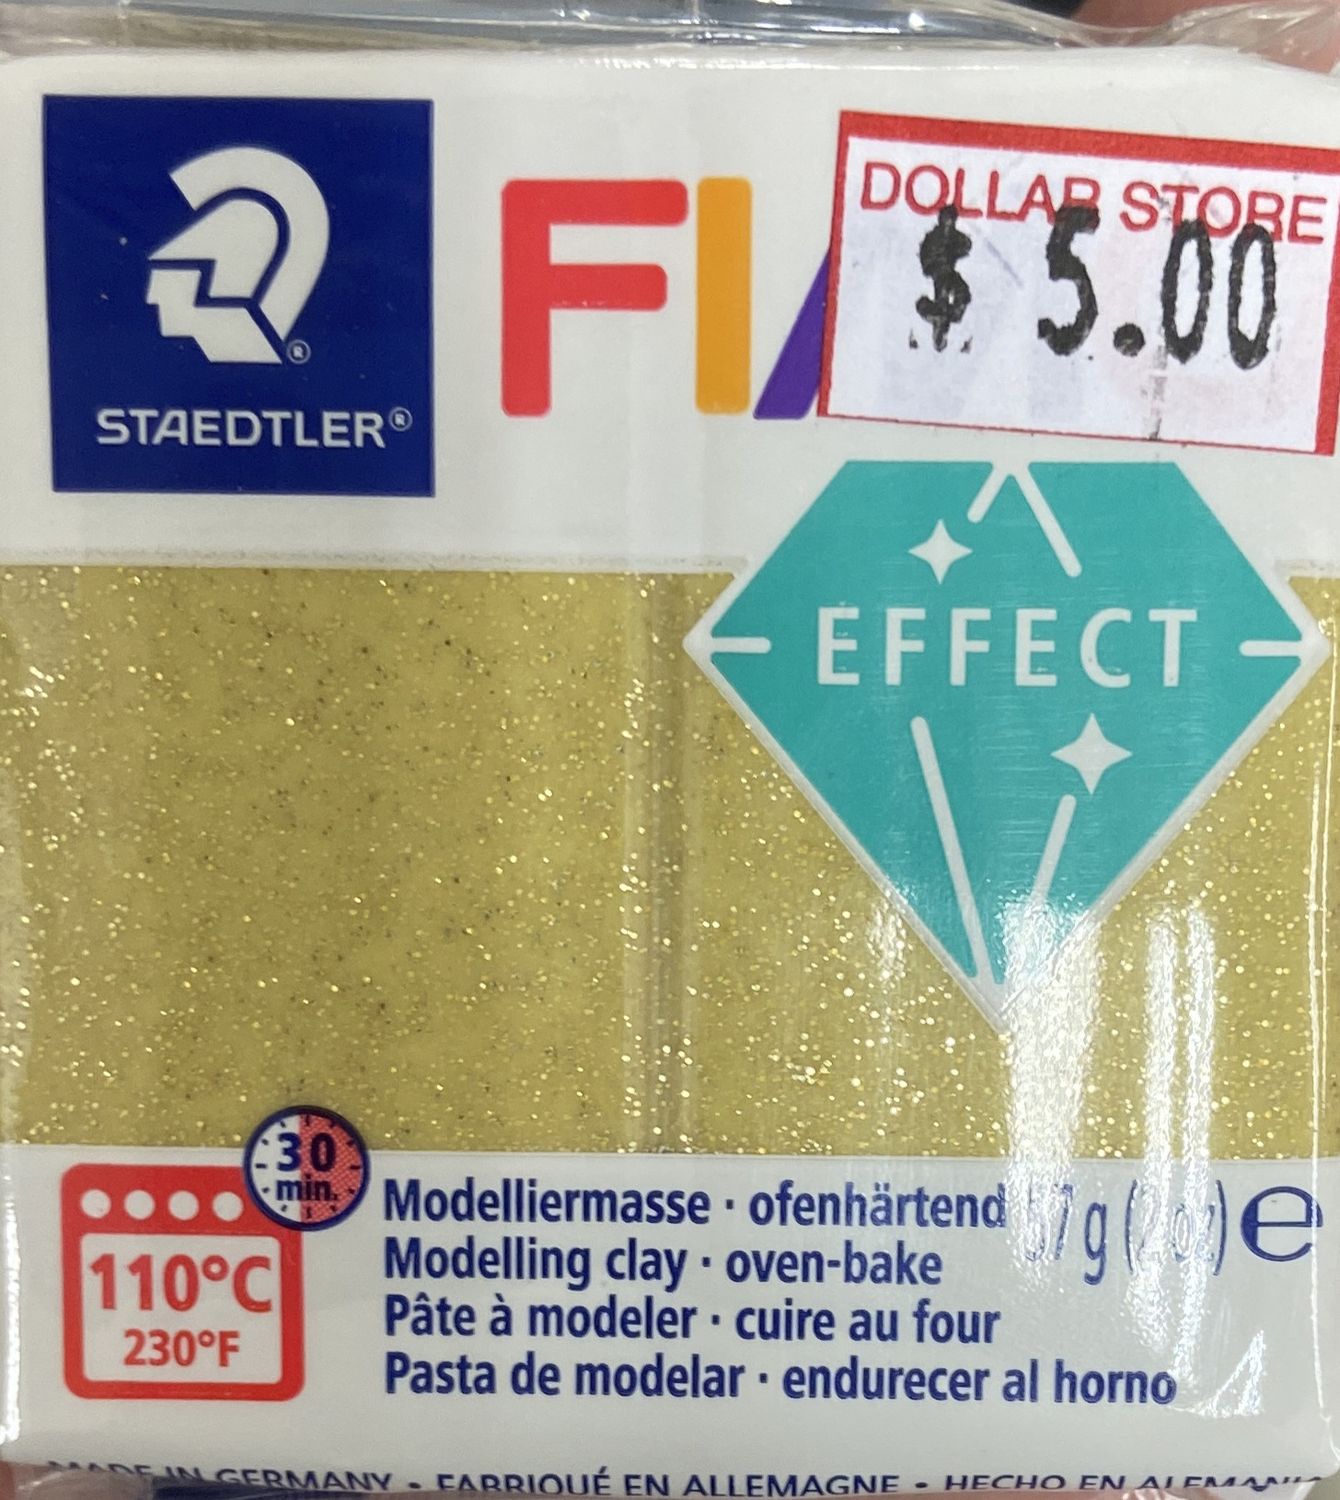 STAEDTLER®
FI
DOLLAR STORE
$ 5.00
EFFECT
30
min.
110°C
230°F
Modelliermasse · ofenhärtend
57 g (2 oz) ℮
Modelling clay · oven-bake
Pâte à modeler · cuire au four
Pasta de modelar · endurecer al horno
MADE IN GERMANY • FABRIQUÉ EN ALLEMAGNE • HECHO EN ALEMANIA